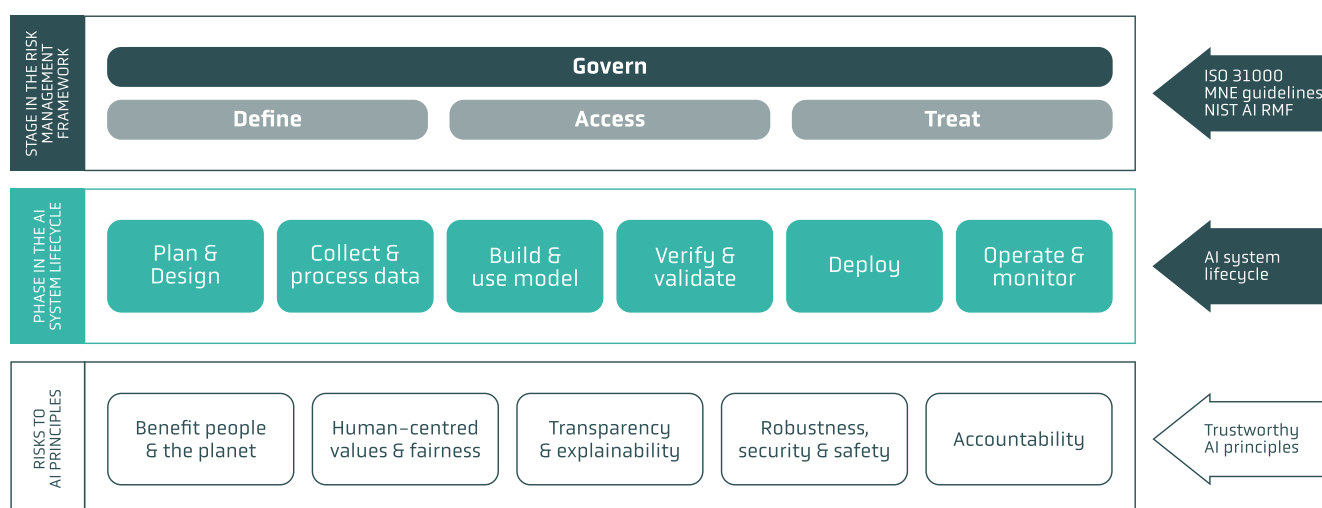 STAGE IN THE RISK
MANAGEMENT
FRAMEWORK
Govern
Define
Access
Treat
ISO 31000
MNE guidelines
NIST AI RMF
PHASE IN THE AI
SYSTEM LIFECYCLE
Plan &
Design
Collect &
process data
Build &
use model
Verify &
validate
Deploy
Operate &
monitor
AI system
lifecycle
RISKS TO
AI PRINCIPLES
Benefit people
& the planet
Human-centred
values & fairness
Transparency
& explainability
Robustness,
security & safety
Accountability
Trustworthy
AI principles